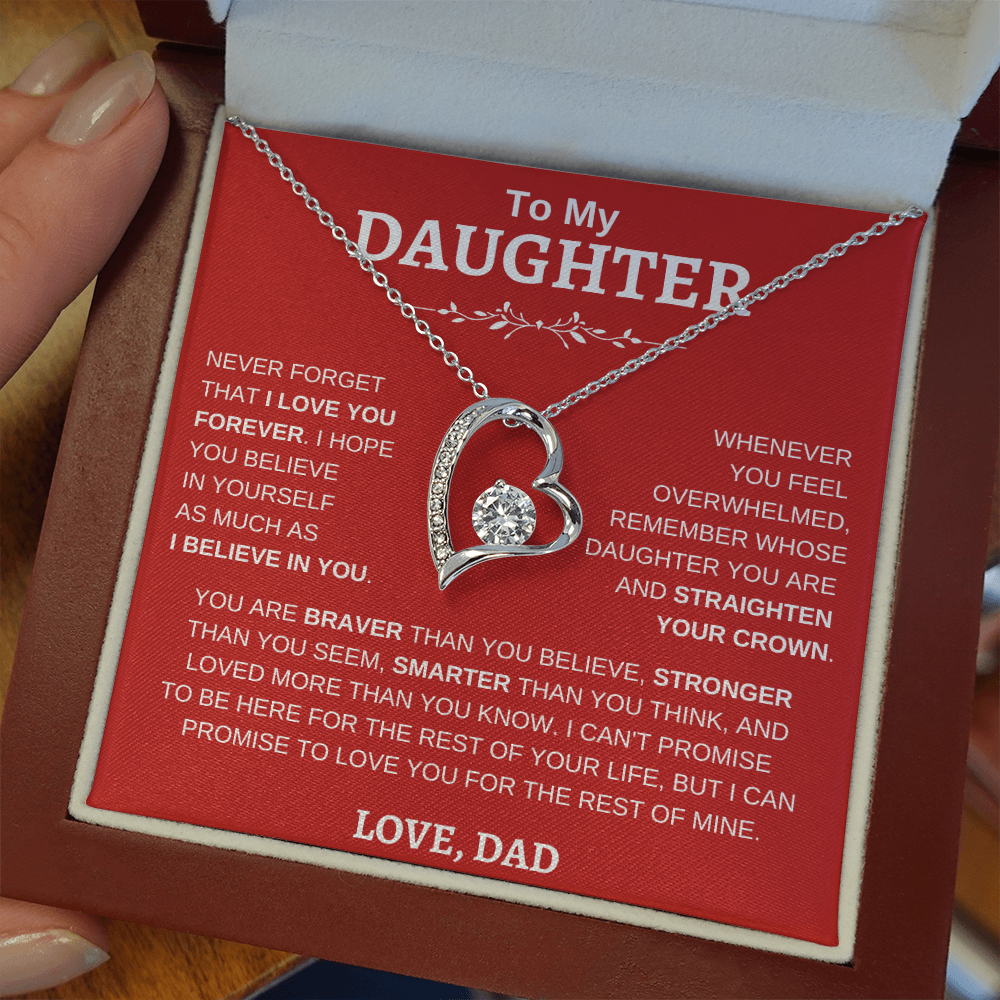 To My
DAUGHTER
NEVER FORGET
THAT I LOVE YOU
FOREVER. I HOPE
YOU BELIEVE
IN YOURSELF
AS MUCH AS
I BELIEVE IN YOU.
WHENEVER
YOU FEEL
OVERWHELMED,
REMEMBER WHOSE
DAUGHTER YOU ARE
AND STRAIGHTEN
YOUR CROWN.
YOU ARE BRAVER THAN YOU BELIEVE, STRONGER
THAN YOU SEEM, SMARTER THAN YOU THINK, AND
LOVED MORE THAN YOU KNOW. I CAN'T PROMISE
TO BE HERE FOR THE REST OF YOUR LIFE, BUT I CAN
PROMISE TO LOVE YOU FOR THE REST OF MINE.
LOVE, DAD